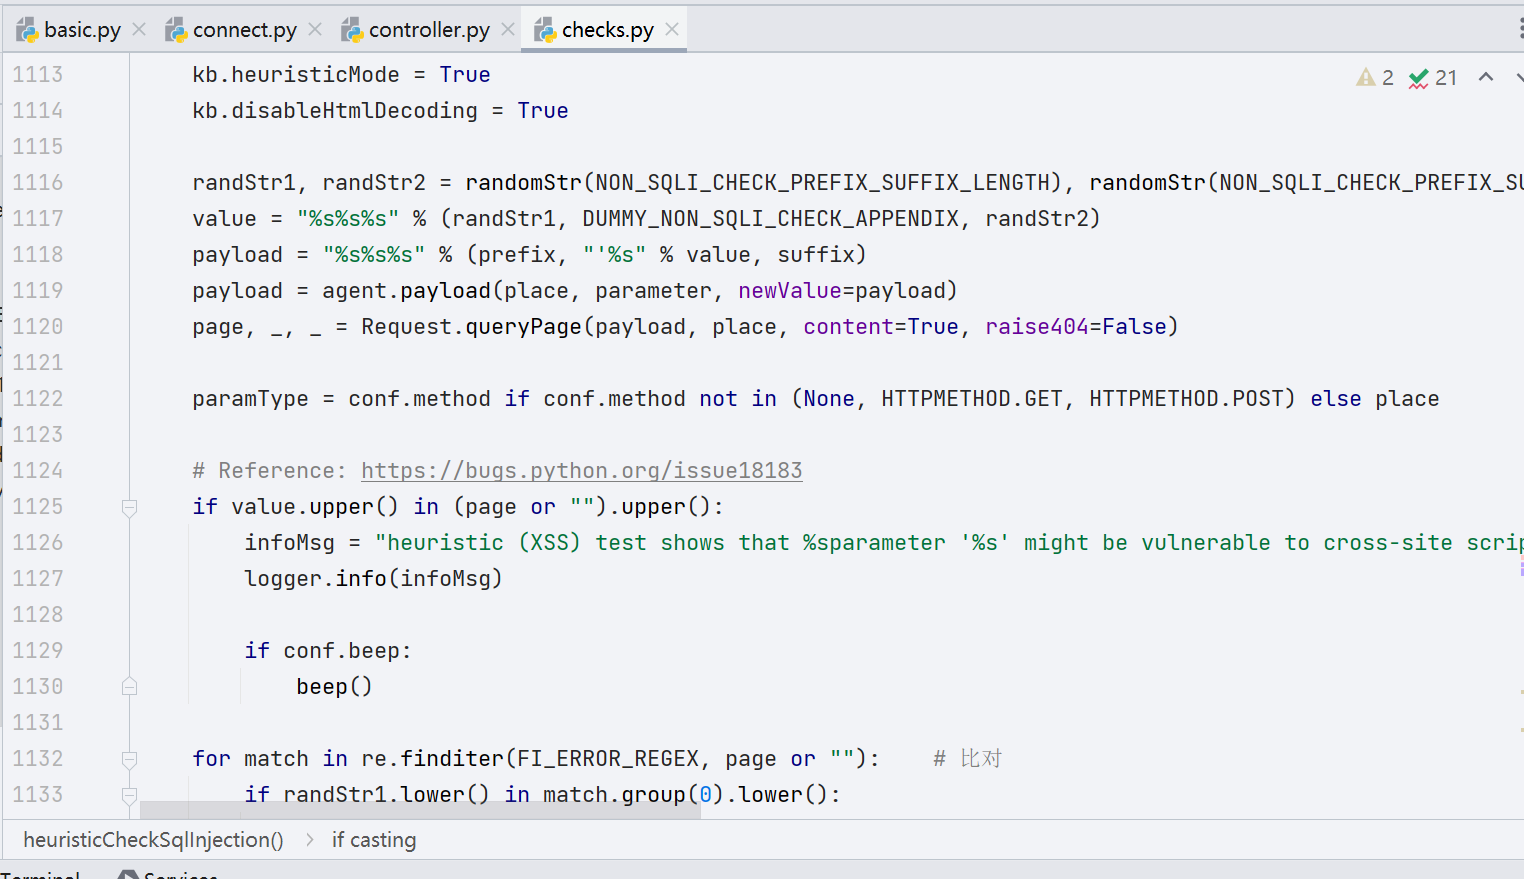 basic.py connect.py controller.py checks.py
1113 kb.heuristicMode = True 2 21
1114 kb.disableHtmlDecoding = True
1115
1116 randStr1, randStr2 = randomStr(NON_SQLI_CHECK_PREFIX_SUFFIX_LENGTH), randomStr(NON_SQLI_CHECK_PREFIX_SU
1117 value = "%s%s%s" % (randStr1, DUMMY_NON_SQLI_CHECK_APPENDIX, randStr2)
1118 payload = "%s%s%s" % (prefix, "'%s" % value, suffix)
1119 payload = agent.payload(place, parameter, newValue=payload)
1120 page, _, _ = Request.queryPage(payload, place, content=True, raise404=False)
1121
1122 paramType = conf.method if conf.method not in (None, HTTPMETHOD.GET, HTTPMETHOD.POST) else place
1123
1124 # Reference: https://bugs.python.org/issue18183
1125 if value.upper() in (page or "").upper():
1126 infoMsg = "heuristic (XSS) test shows that %sparameter '%s' might be vulnerable to cross-site scrip
1127 logger.info(infoMsg)
1128
1129 if conf.beep:
1130 beep()
1131
1132 for match in re.finditer(FI_ERROR_REGEX, page or ""): # 比对
1133 if randStr1.lower() in match.group(0).lower():
heuristicCheckSqlInjection() if casting
Terminal Services